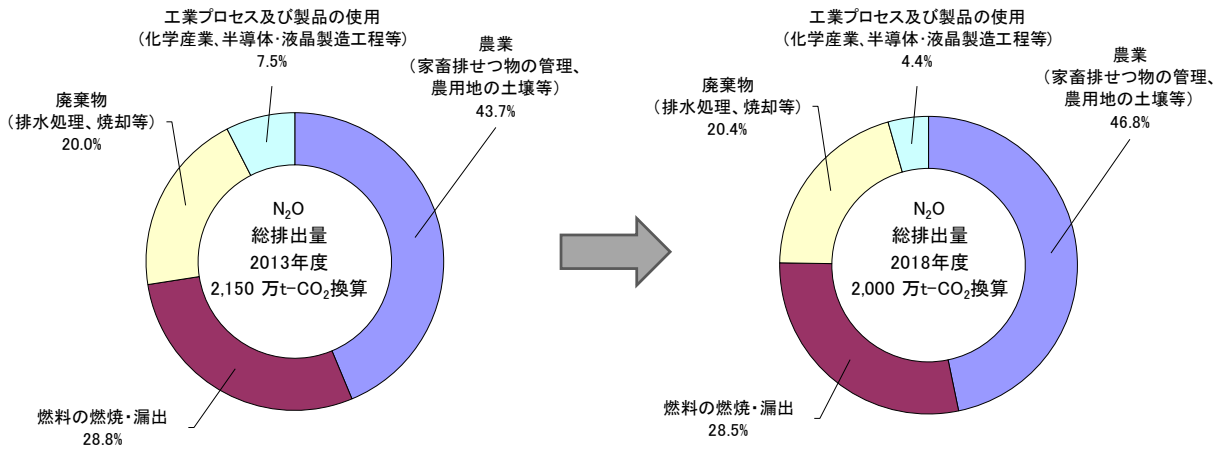 工業プロセス及び製品の使用
（化学産業、半導体・液晶製造工程等）
7.5%
農業
（家畜排せつ物の管理、
農用地の土壌等）
43.7%
廃棄物
（排水処理、焼却等）
20.0%
N₂O
総排出量
2013年度
2,150 万t-CO₂換算
燃料の燃焼・漏出
28.8%
工業プロセス及び製品の使用
（化学産業、半導体・液晶製造工程等）
4.4%
農業
（家畜排せつ物の管理、
農用地の土壌等）
46.8%
廃棄物
（排水処理、焼却等）
20.4%
N₂O
総排出量
2018年度
2,000 万t-CO₂換算
燃料の燃焼・漏出
28.5%